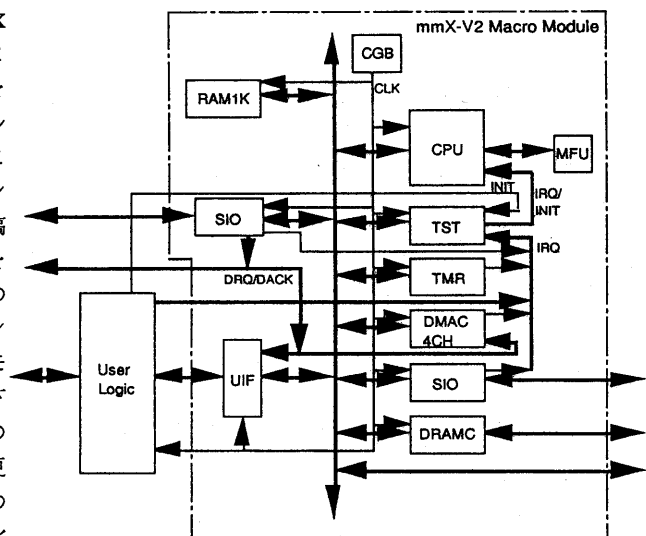 mmX-V2 Macro Module
CGB
CLK
RAM1K
CPU
MFU
INIT
IRQ/
INIT
SIO
TST
IRQ
DRQ/DACK
TMR
DMAC
4CH
User
Logic
UIF
SIO
DRAMC